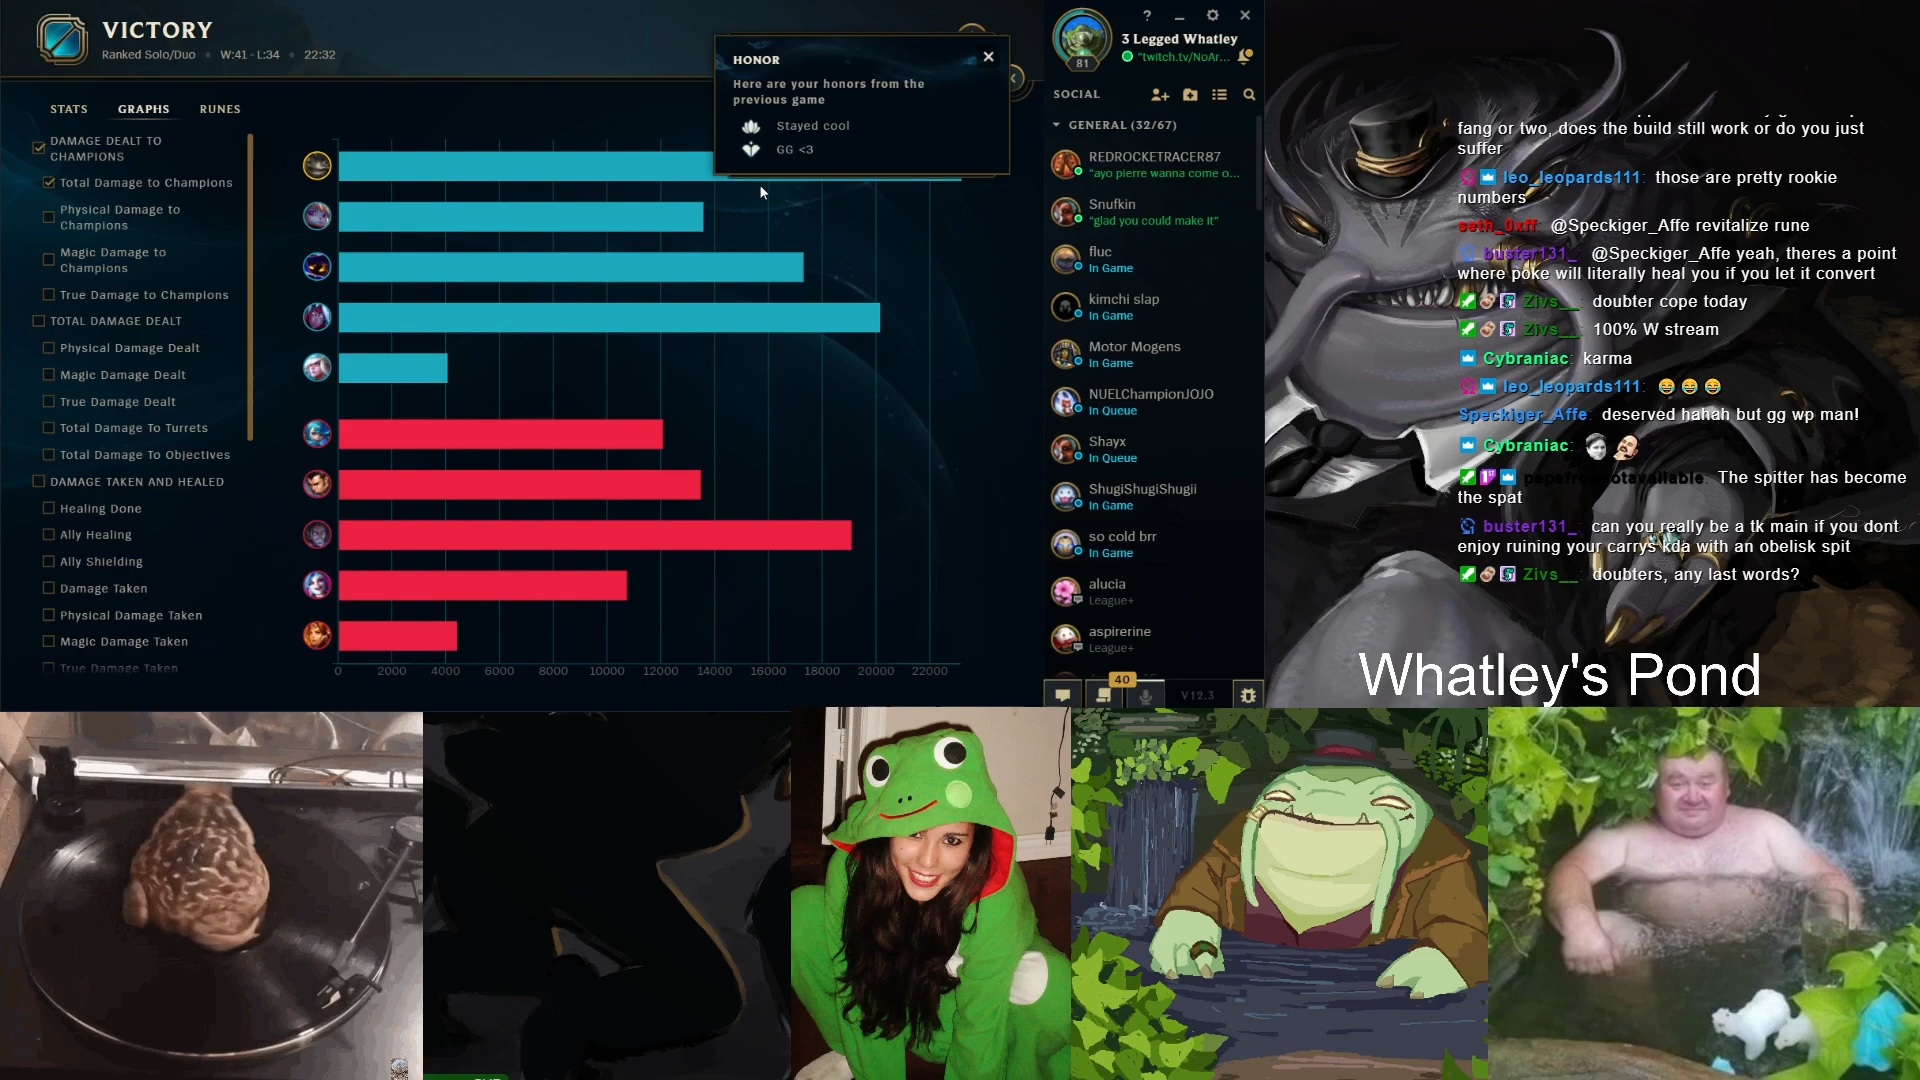 VICTORY
Ranked Solo/Duo • W:41 - L:34 • 22:32
STATS
GRAPHS
RUNES
DAMAGE DEALT TO
CHAMPIONS
Total Damage to Champions
Physical Damage to
Champions
Magic Damage to
Champions
True Damage to Champions
TOTAL DAMAGE DEALT
Physical Damage Dealt
Magic Damage Dealt
True Damage Dealt
Total Damage To Turrets
Total Damage To Objectives
DAMAGE TAKEN AND HEALED
Healing Done
Ally Healing
Ally Shielding
Damage Taken
Physical Damage Taken
Magic Damage Taken
True Damage Taken
0 2000 4000 6000 8000 10000 12000 14000 16000 18000 20000 22000
HONOR
Here are your honors from the
previous game
Stayed cool
GG <3
3 Legged Whatley
81
"twitch.tv/NoAr...
SOCIAL
GENERAL (32/67)
REDROCKETRACER87
"ayo pierre wanna come o...
Snufkin
"glad you could make it"
fluc
In Game
kimchi slap
In Game
Motor Mogens
In Game
NUELChampionJOJO
In Queue
Shayx
In Queue
ShugiShugiShugii
In Game
so cold brr
In Game
alucia
League+
aspirerine
League+
40
V12.3
fang or two, does the build still work or do you just
suffer
leo_leopards111: those are pretty rookie
numbers
seth_0xff: @Speckiger_Affe revitalize rune
buster131_: @Speckiger_Affe yeah, theres a point
where poke will literally heal you if you let it convert
Zivs__: doubter cope today
Zivs__: 100% W stream
Cybraniac: karma
leo_leopards111: 😂 😂 😂
Speckiger_Affe: deserved hahah but gg wp man!
Cybraniac:
The spitter has become
the spat
buster131_: can you really be a tk main if you dont
enjoy ruining your carrys kda with an obelisk spit
Zivs__: doubters, any last words?
Whatley's Pond